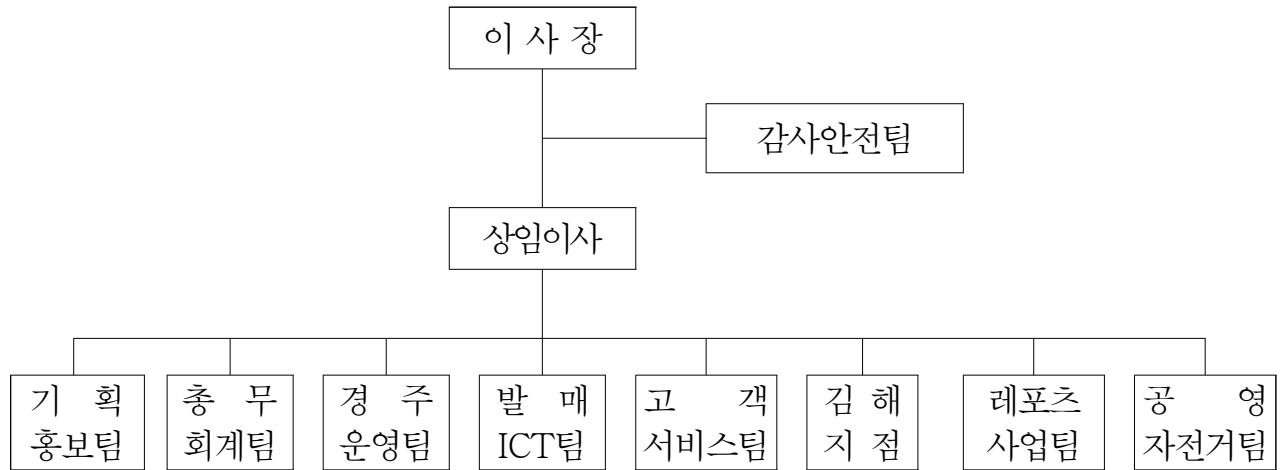 이 사 장
감사안전팀
상임이사
기 획
홍보팀
총 무
회계팀
경 주
운영팀
발 매
ICT팀
고 객
서비스팀
김 해
지 점
레포츠
사업팀
공 영
자전거팀